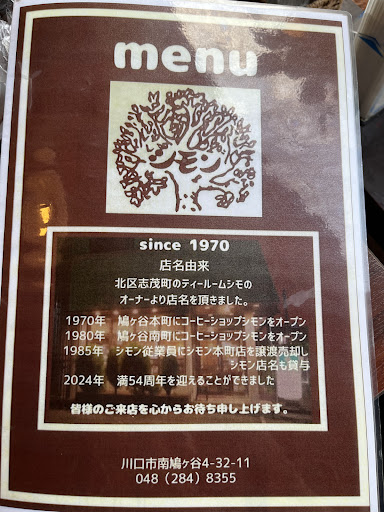 menu
シモン
since 1970
店名由来
北区志茂町のティールームシモの
オーナーより店名を頂きました。
1970年 鳩ヶ谷本町にコーヒーショップシモンをオープン
1980年 鳩ヶ谷南町にコーヒーショップシモンをオープン
1985年 シモン従業員にシモン本町店を譲渡売却し
シモン店名も貸与
2024年 満54周年を迎えることができました
皆様のご来店を心からお待ち申し上げます。
川口市南鳩ヶ谷4-32-11
048（284）8355